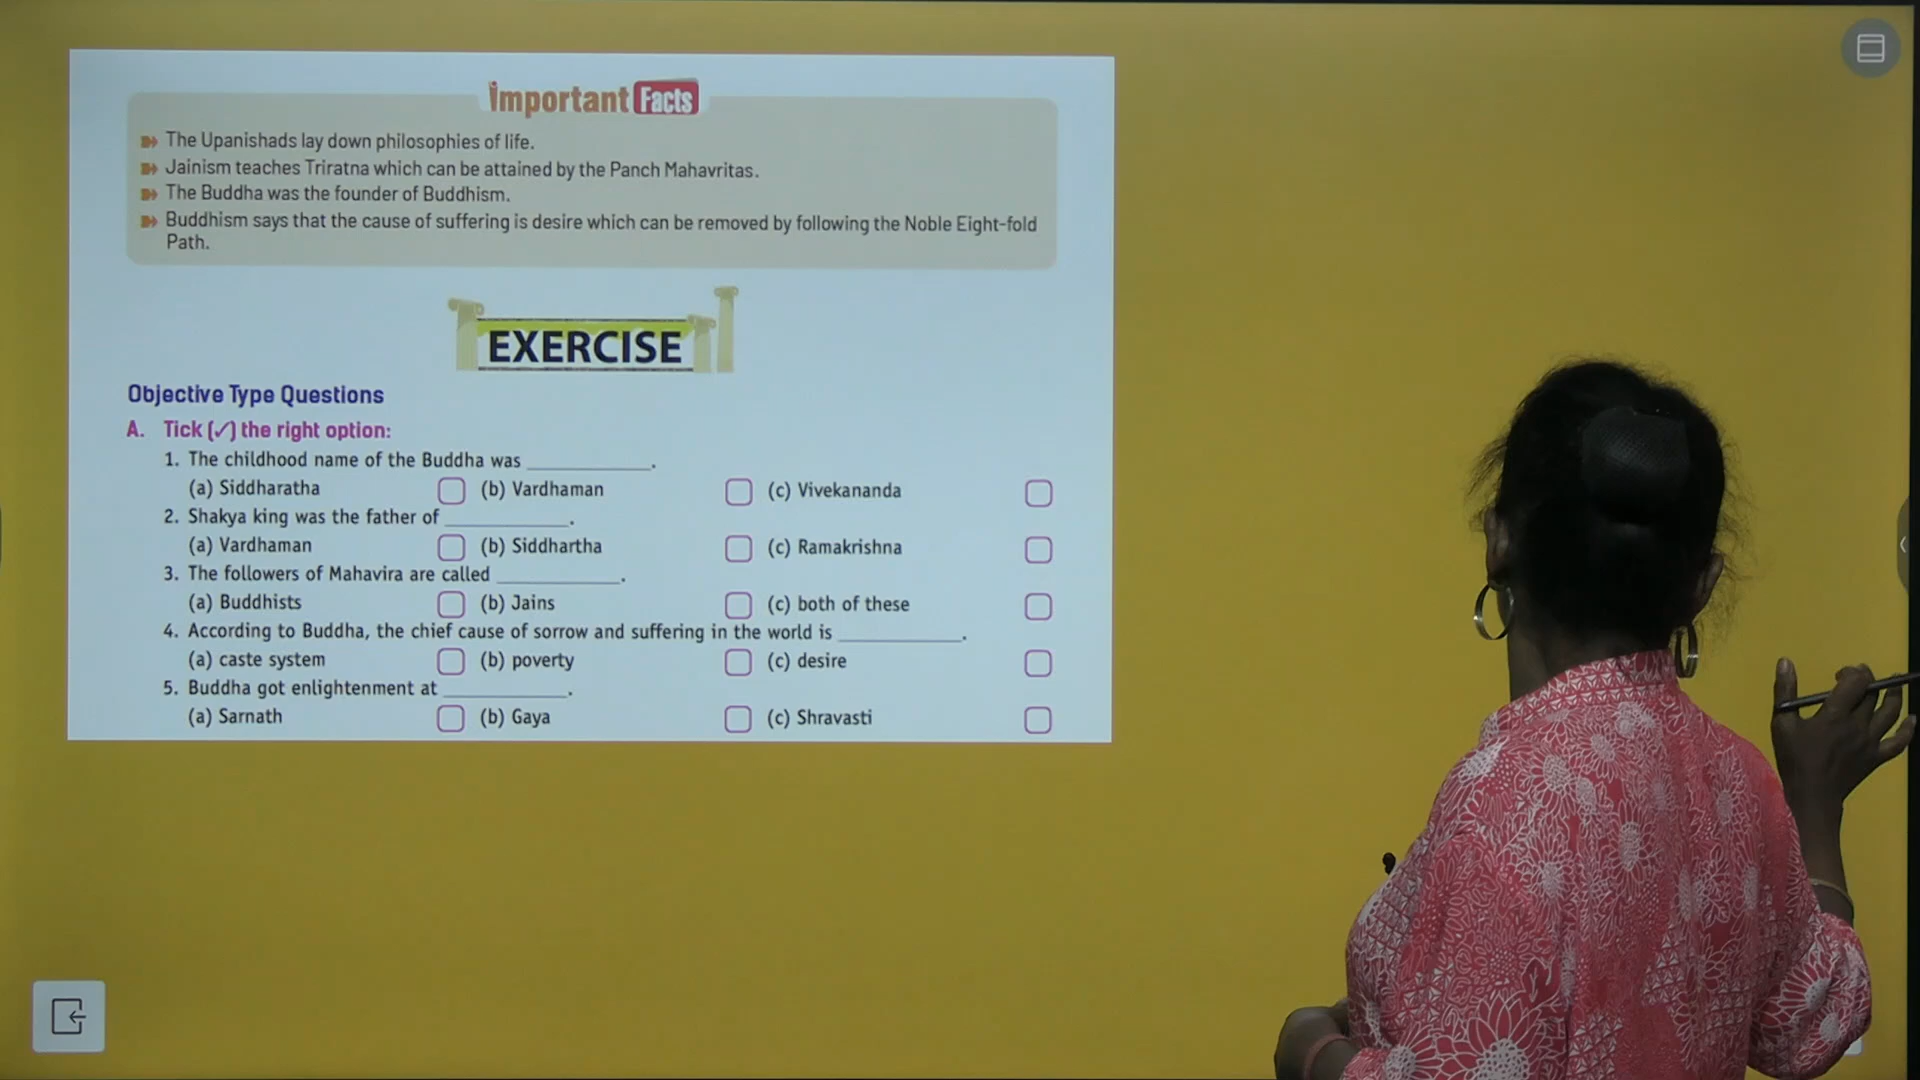 Important Facts
The Upanishads lay down philosophies of life.
Jainism teaches Triratna which can be attained by the Panch Mahavritas.
The Buddha was the founder of Buddhism.
Buddhism says that the cause of suffering is desire which can be removed by following the Noble Eight-fold
Path.
EXERCISE
Objective Type Questions
A. Tick (✓) the right option:
1. The childhood name of the Buddha was ____________.
(a) Siddharatha (b) Vardhaman (c) Vivekananda
2. Shakya king was the father of ____________.
(a) Vardhaman (b) Siddhartha (c) Ramakrishna
3. The followers of Mahavira are called ____________.
(a) Buddhists (b) Jains (c) both of these
4. According to Buddha, the chief cause of sorrow and suffering in the world is ____________.
(a) caste system (b) poverty (c) desire
5. Buddha got enlightenment at ____________.
(a) Sarnath (b) Gaya (c) Shravasti